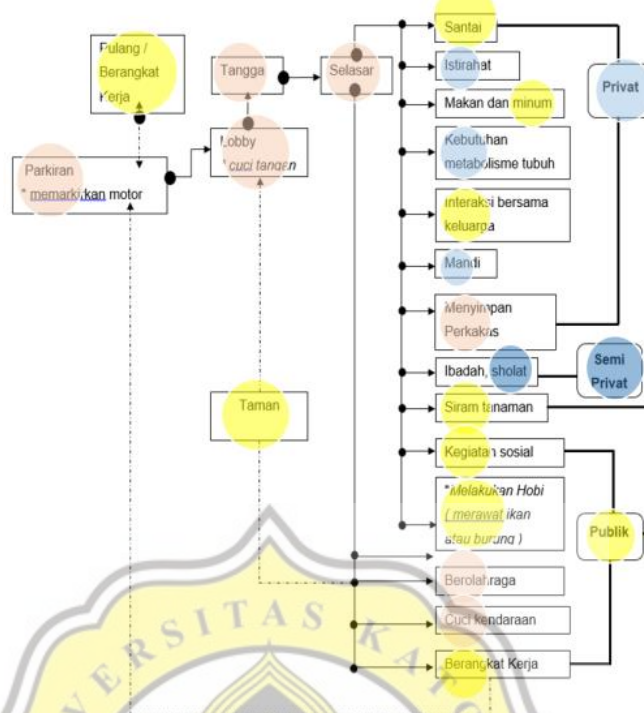 Pulang /
Berangkat
Kerja
Tangga
Selasar
Parkiran
* memarkirkan motor
Lobby
* cuci tangan
Taman
Santai
Istirahat
Makan dan minum
Kebutuhan
metabolisme tubuh
Interaksi bersama
keluarga
Mandi
Menyimpan
Perkakas
Ibadah, sholat
Siram tanaman
Kegiatan sosial
*Melakukan Hobi
( merawat ikan
atau burung )
Berolahraga
Cuci kendaraan
Berangkat Kerja
Privat
Semi
Privat
Publik
VERSITAS KATO